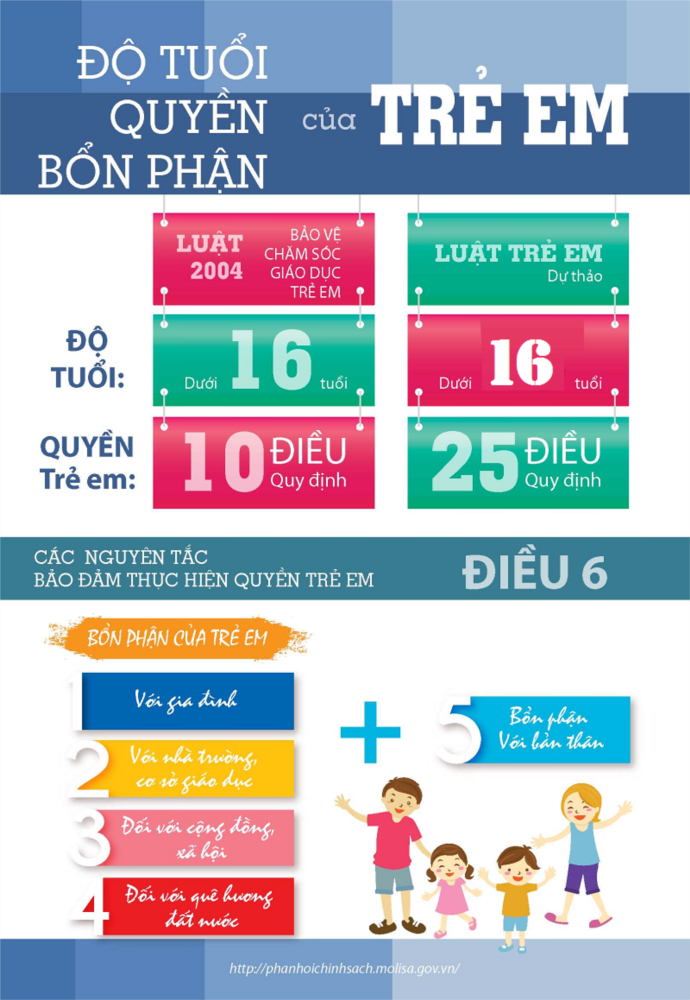 ĐỘ TUỔI
QUYỀN
BỔN PHẬN
của TRẺ EM
LUẬT
2004
BẢO VỆ
CHĂM SÓC
GIÁO DỤC
TRẺ EM
LUẬT TRẺ EM
Dự thảo
ĐỘ
TUỔI:
Dưới 16 tuổi
Dưới 16 tuổi
QUYỀN
Trẻ em:
10 ĐIỀU
Quy định
25 ĐIỀU
Quy định
CÁC NGUYÊN TẮC
BẢO ĐẢM THỰC HIỆN QUYỀN TRẺ EM
ĐIỀU 6
BỔN PHẬN CỦA TRẺ EM
1 Với gia đình
2 Với nhà trường,
cơ sở giáo dục
3 Đối với cộng đồng,
xã hội
4 Đối với quê hương
đất nước
+
5 Bổn phận
Với bản thân
http://phanhoichinhsach.molisa.gov.vn/